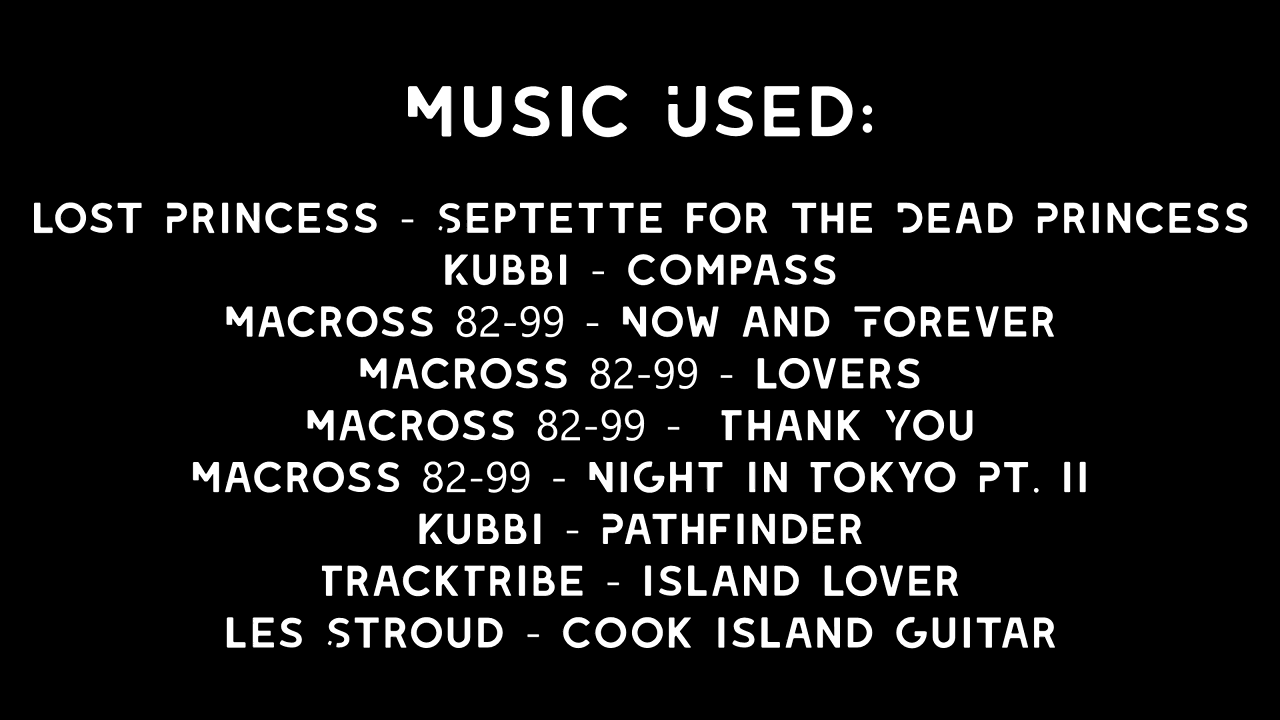 MUSIC USED:
LOST PRINCESS - SEPTETTE FOR THE DEAD PRINCESS
KUBBI - COMPASS
MACROSS 82-99 - NOW AND FOREVER
MACROSS 82-99 - LOVERS
MACROSS 82-99 - THANK YOU
MACROSS 82-99 - NIGHT IN TOKYO PT. II
KUBBI - PATHFINDER
TRACKTRIBE - ISLAND LOVER
LES STROUD - COOK ISLAND GUITAR